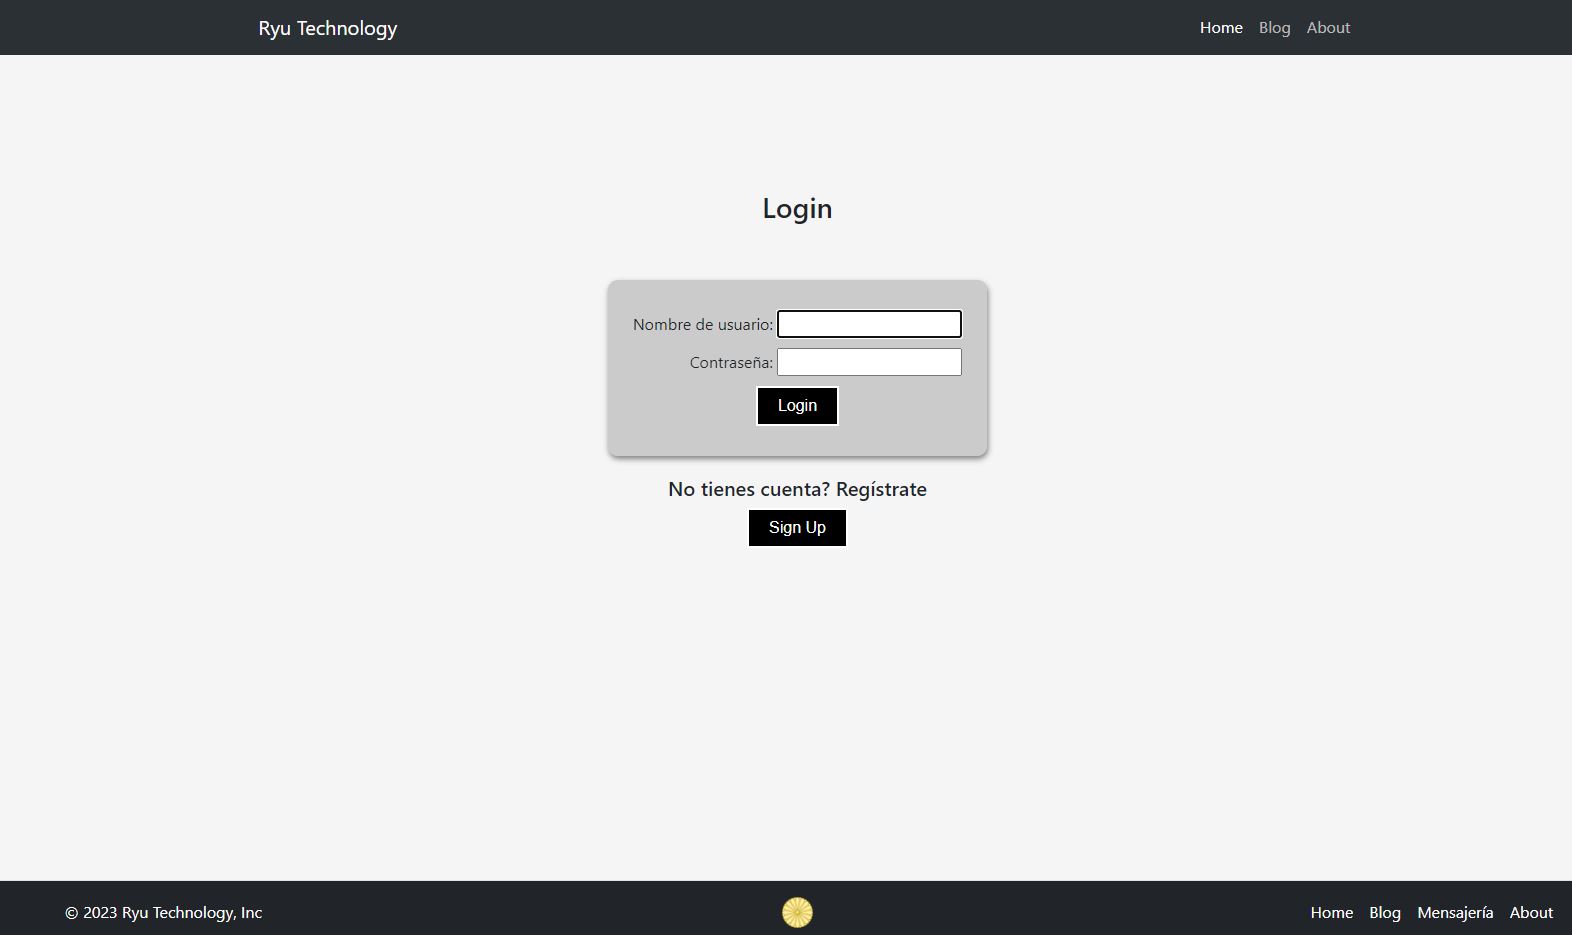 Ryu Technology Home Blog About
Login
Nombre de usuario:
Contraseña:
Login
No tienes cuenta? Regístrate
Sign Up
© 2023 Ryu Technology, Inc Home Blog Mensajería About